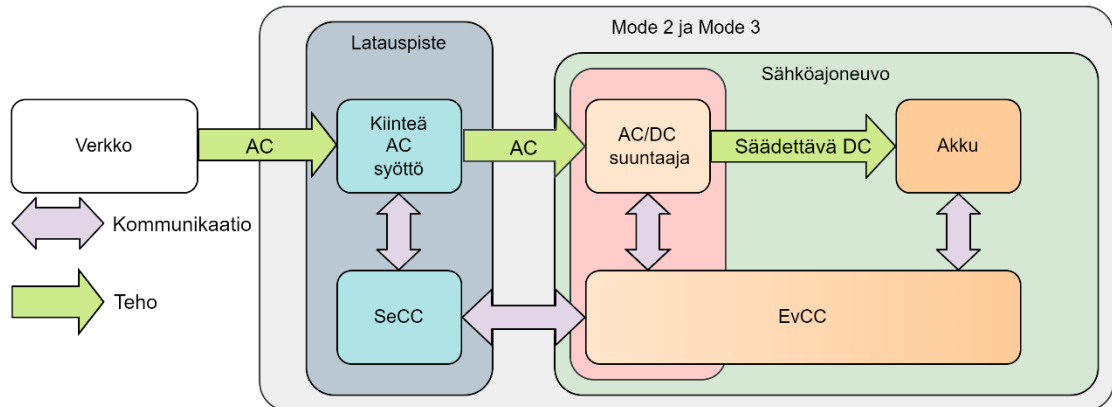 Mode 2 ja Mode 3
Latauspiste
Sähköajoneuvo
Verkko
AC
Kiinteä
AC
syöttö
AC
AC/DC
suuntaaja
Säädettävä DC
Akku
Kommunikaatio
Teho
SeCC
EvCC